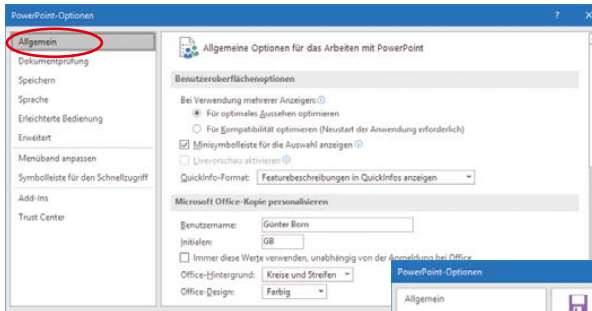 PowerPoint-Optionen
?
Allgemein
Dokumentprüfung
Speichern
Sprache
Erleichterte Bedienung
Erweitert
Menüband anpassen
Symbolleiste für den Schnellzugriff
Add-Ins
Trust Center
Allgemeine Optionen für das Arbeiten mit PowerPoint
Benutzeroberflächenoptionen
Bei Verwendung mehrerer Anzeigen:
Für optimales Aussehen optimieren
Für Kompatibilität optimieren (Neustart der Anwendung erforderlich)
Minisymbolleiste für die Auswahl anzeigen
Livevorschau aktivieren
QuickInfo-Format: Featurebeschreibungen in QuickInfos anzeigen
Microsoft Office-Kopie personalisieren
Benutzername: Günter Born
Initialen: GB
Immer diese Werte verwenden, unabhängig von der Anmeldung bei Office
Office-Hintergrund: Kreise und Streifen
Office-Design: Farbig
PowerPoint-Optionen
Allgemein